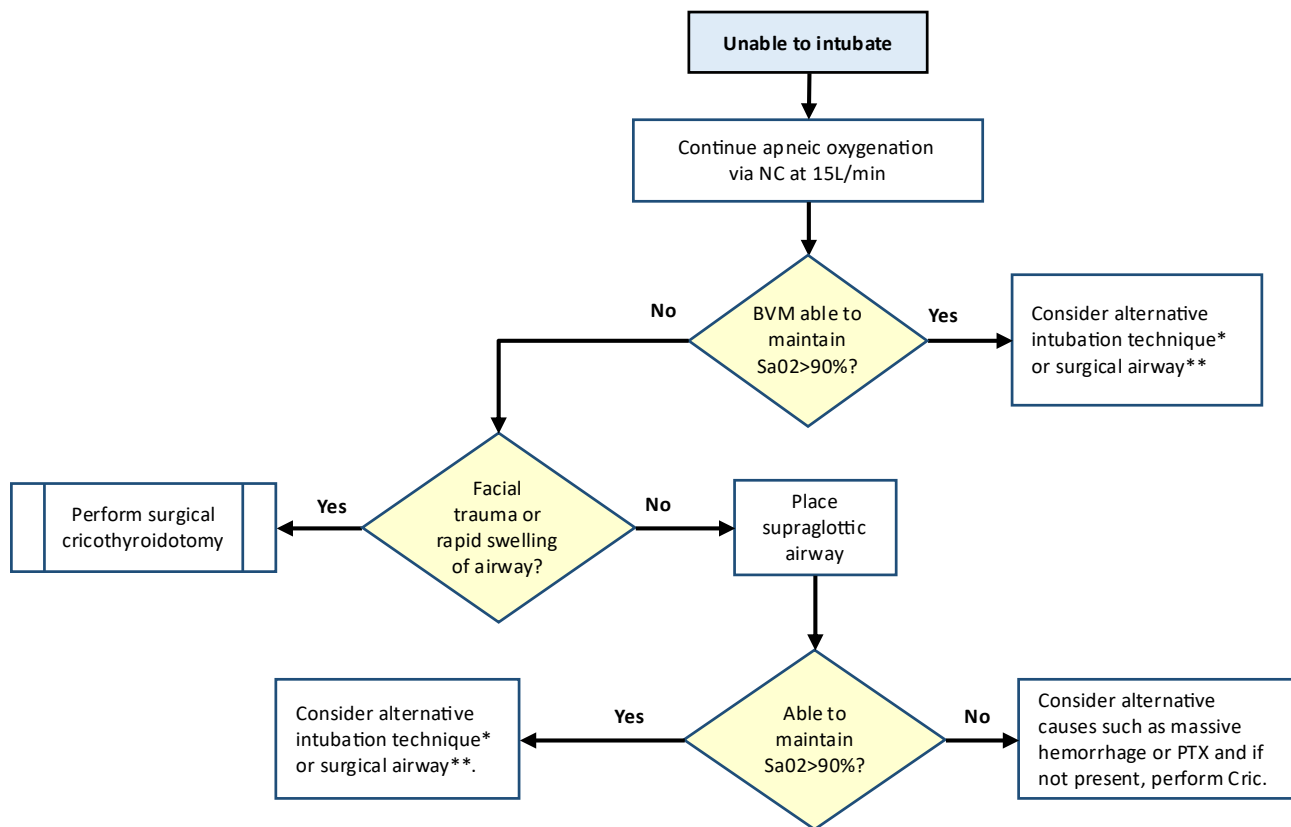 Unable to intubate
Continue apneic oxygenation
via NC at 15L/min
No
BVM able to
maintain
Sa02>90%?
Yes
Consider alternative
intubation technique*
or surgical airway**
Perform surgical
cricothyroidotomy
Yes
Facial
trauma or
rapid swelling
of airway?
No
Place
supraglottic
airway
Consider alternative
intubation technique*
or surgical airway**.
Yes
Able to
maintain
Sa02>90%?
No
Consider alternative
causes such as massive
hemorrhage or PTX and if
not present, perform Cric.